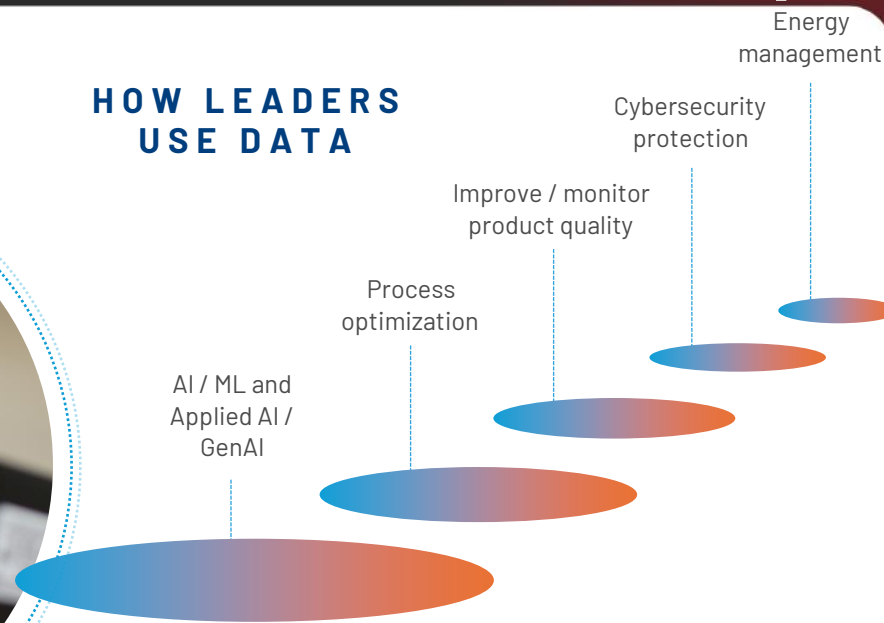 HOW LEADERS
USE DATA
AI / ML and
Applied AI /
GenAI
Process
optimization
Improve / monitor
product quality
Cybersecurity
protection
Energy
management